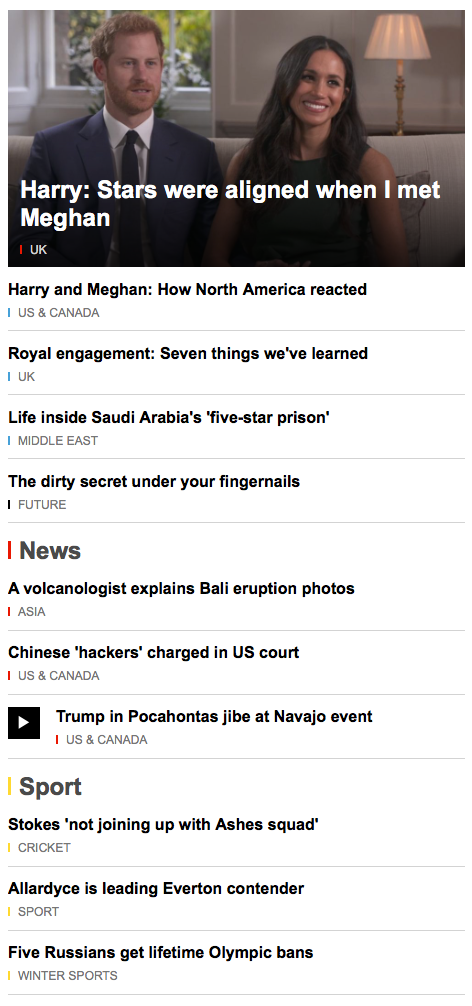 Harry: Stars were aligned when I met
Meghan
UK
Harry and Meghan: How North America reacted
US & CANADA
Royal engagement: Seven things we've learned
UK
Life inside Saudi Arabia's 'five-star prison'
MIDDLE EAST
The dirty secret under your fingernails
FUTURE
News
A volcanologist explains Bali eruption photos
ASIA
Chinese 'hackers' charged in US court
US & CANADA
Trump in Pocahontas jibe at Navajo event
US & CANADA
Sport
Stokes 'not joining up with Ashes squad'
CRICKET
Allardyce is leading Everton contender
SPORT
Five Russians get lifetime Olympic bans
WINTER SPORTS